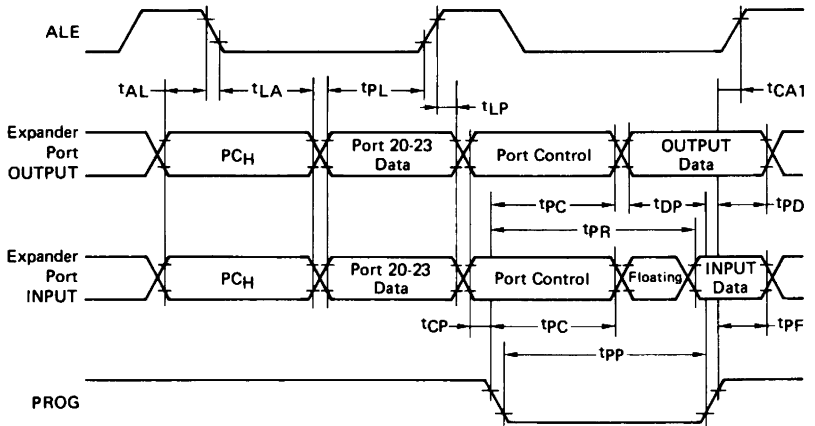 ALE
tAL
tLA
tPL
tLP
tCA1
Expander
Port
OUTPUT
PCH
Port 20-23
Data
Port Control
OUTPUT
Data
tPC
tDP
tPD
tPR
Expander
Port
INPUT
PCH
Port 20-23
Data
Port Control
Floating
INPUT
Data
tCP
tPC
tPF
tPP
PROG